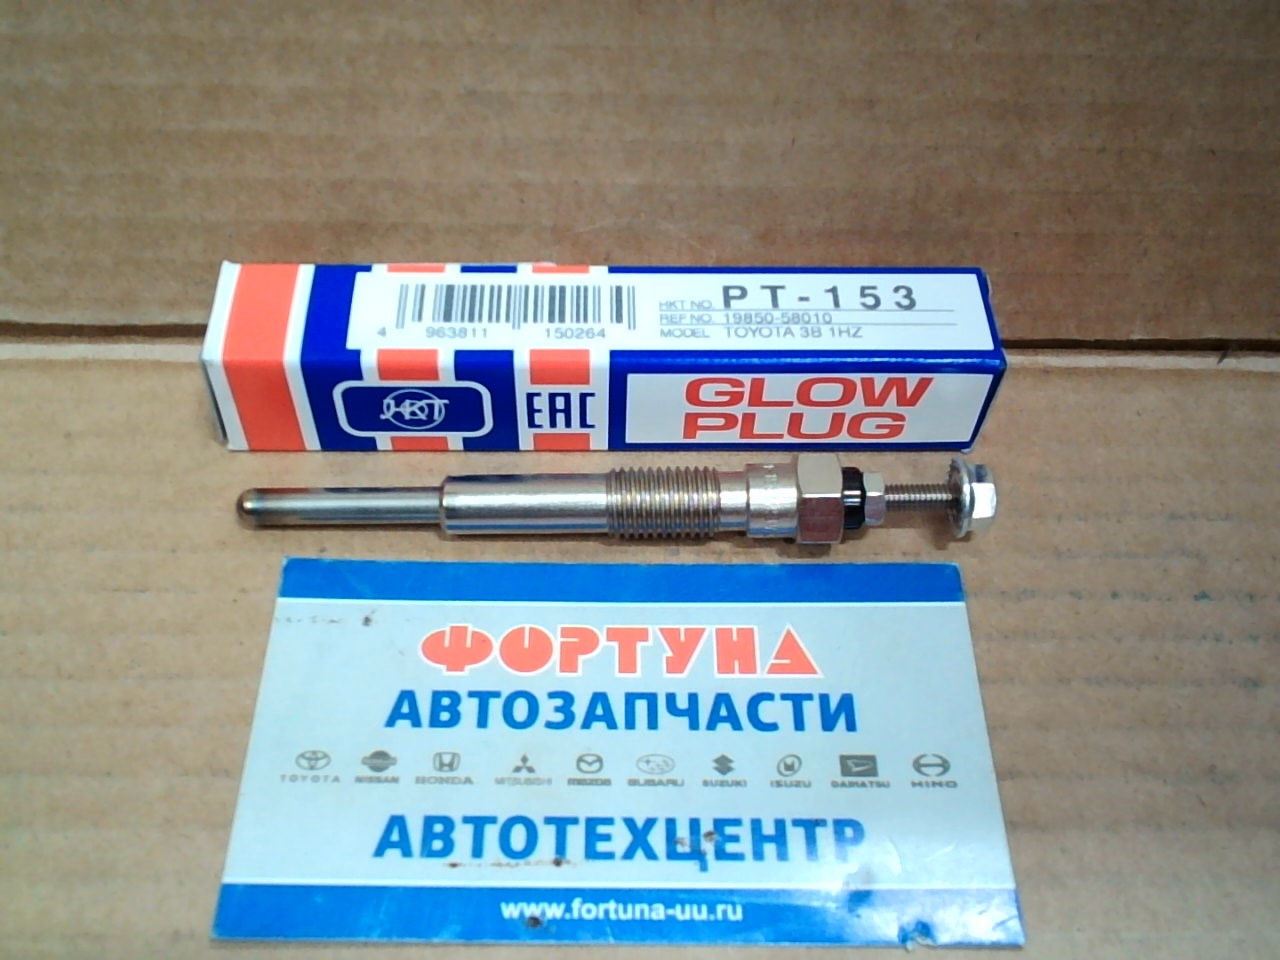 HKT NO. PT-153
REF NO. 19850-58010
MODEL TOYOTA 3B 1HZ
4 963811 150264
HKT
EAC
GLOW
PLUG
ФОРТУНА
АВТОЗАПЧАСТИ
TOYOTA NISSAN HONDA MITSUBISHI MAZDA SUBARU SUZUKI ISUZU DAIHATSU HINO
АВТОТЕХЦЕНТР
www.fortuna-uu.ru